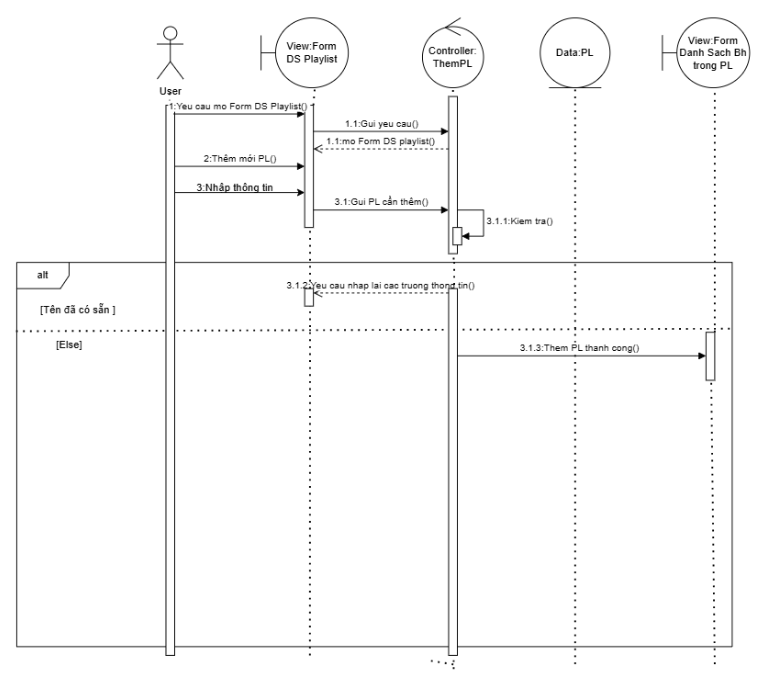 User
View:Form
DS Playlist
Controller:
ThemPL
Data:PL
View:Form
Danh Sach Bh
trong PL
1:Yeu cau mo Form DS Playlist()
1.1:Gui yeu cau()
1.1:mo Form DS playlist()
2:Thêm mới PL()
3:Nhấp thông tin
3.1:Gui PL cần thêm()
3.1.1:Kiem tra()
alt
3.1.2:Yeu cau nhap lai cac truong thong tin()
[Tên đã có sẵn ]
[Else]
3.1.3:Them PL thanh cong()